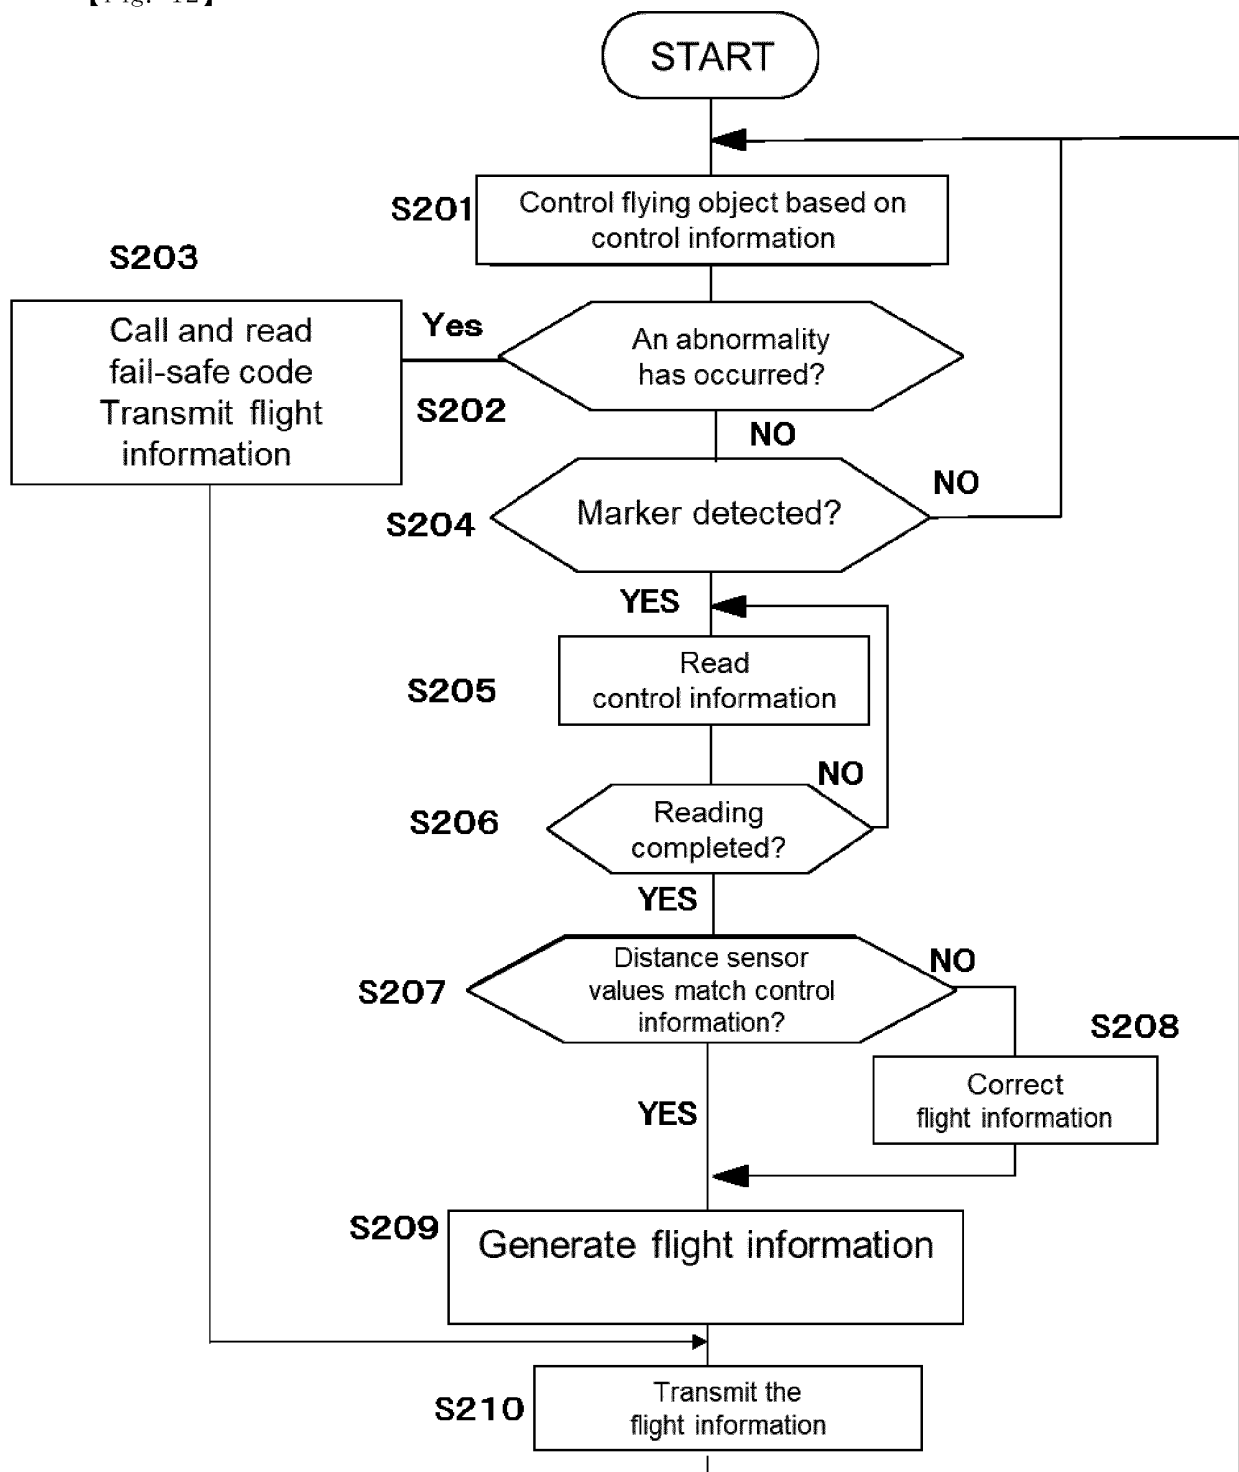 【Fig. 12】
START
S201
Control flying object based on
control information
S203
Call and read
fail-safe code
Transmit flight
information
Yes
An abnormality
has occurred?
S202
NO
Marker detected?
NO
S204
YES
Read
control information
S205
NO
Reading
completed?
S206
YES
Distance sensor
values match control
information?
NO
S207
S208
Correct
flight information
YES
S209
Generate flight information
S210
Transmit the
flight information